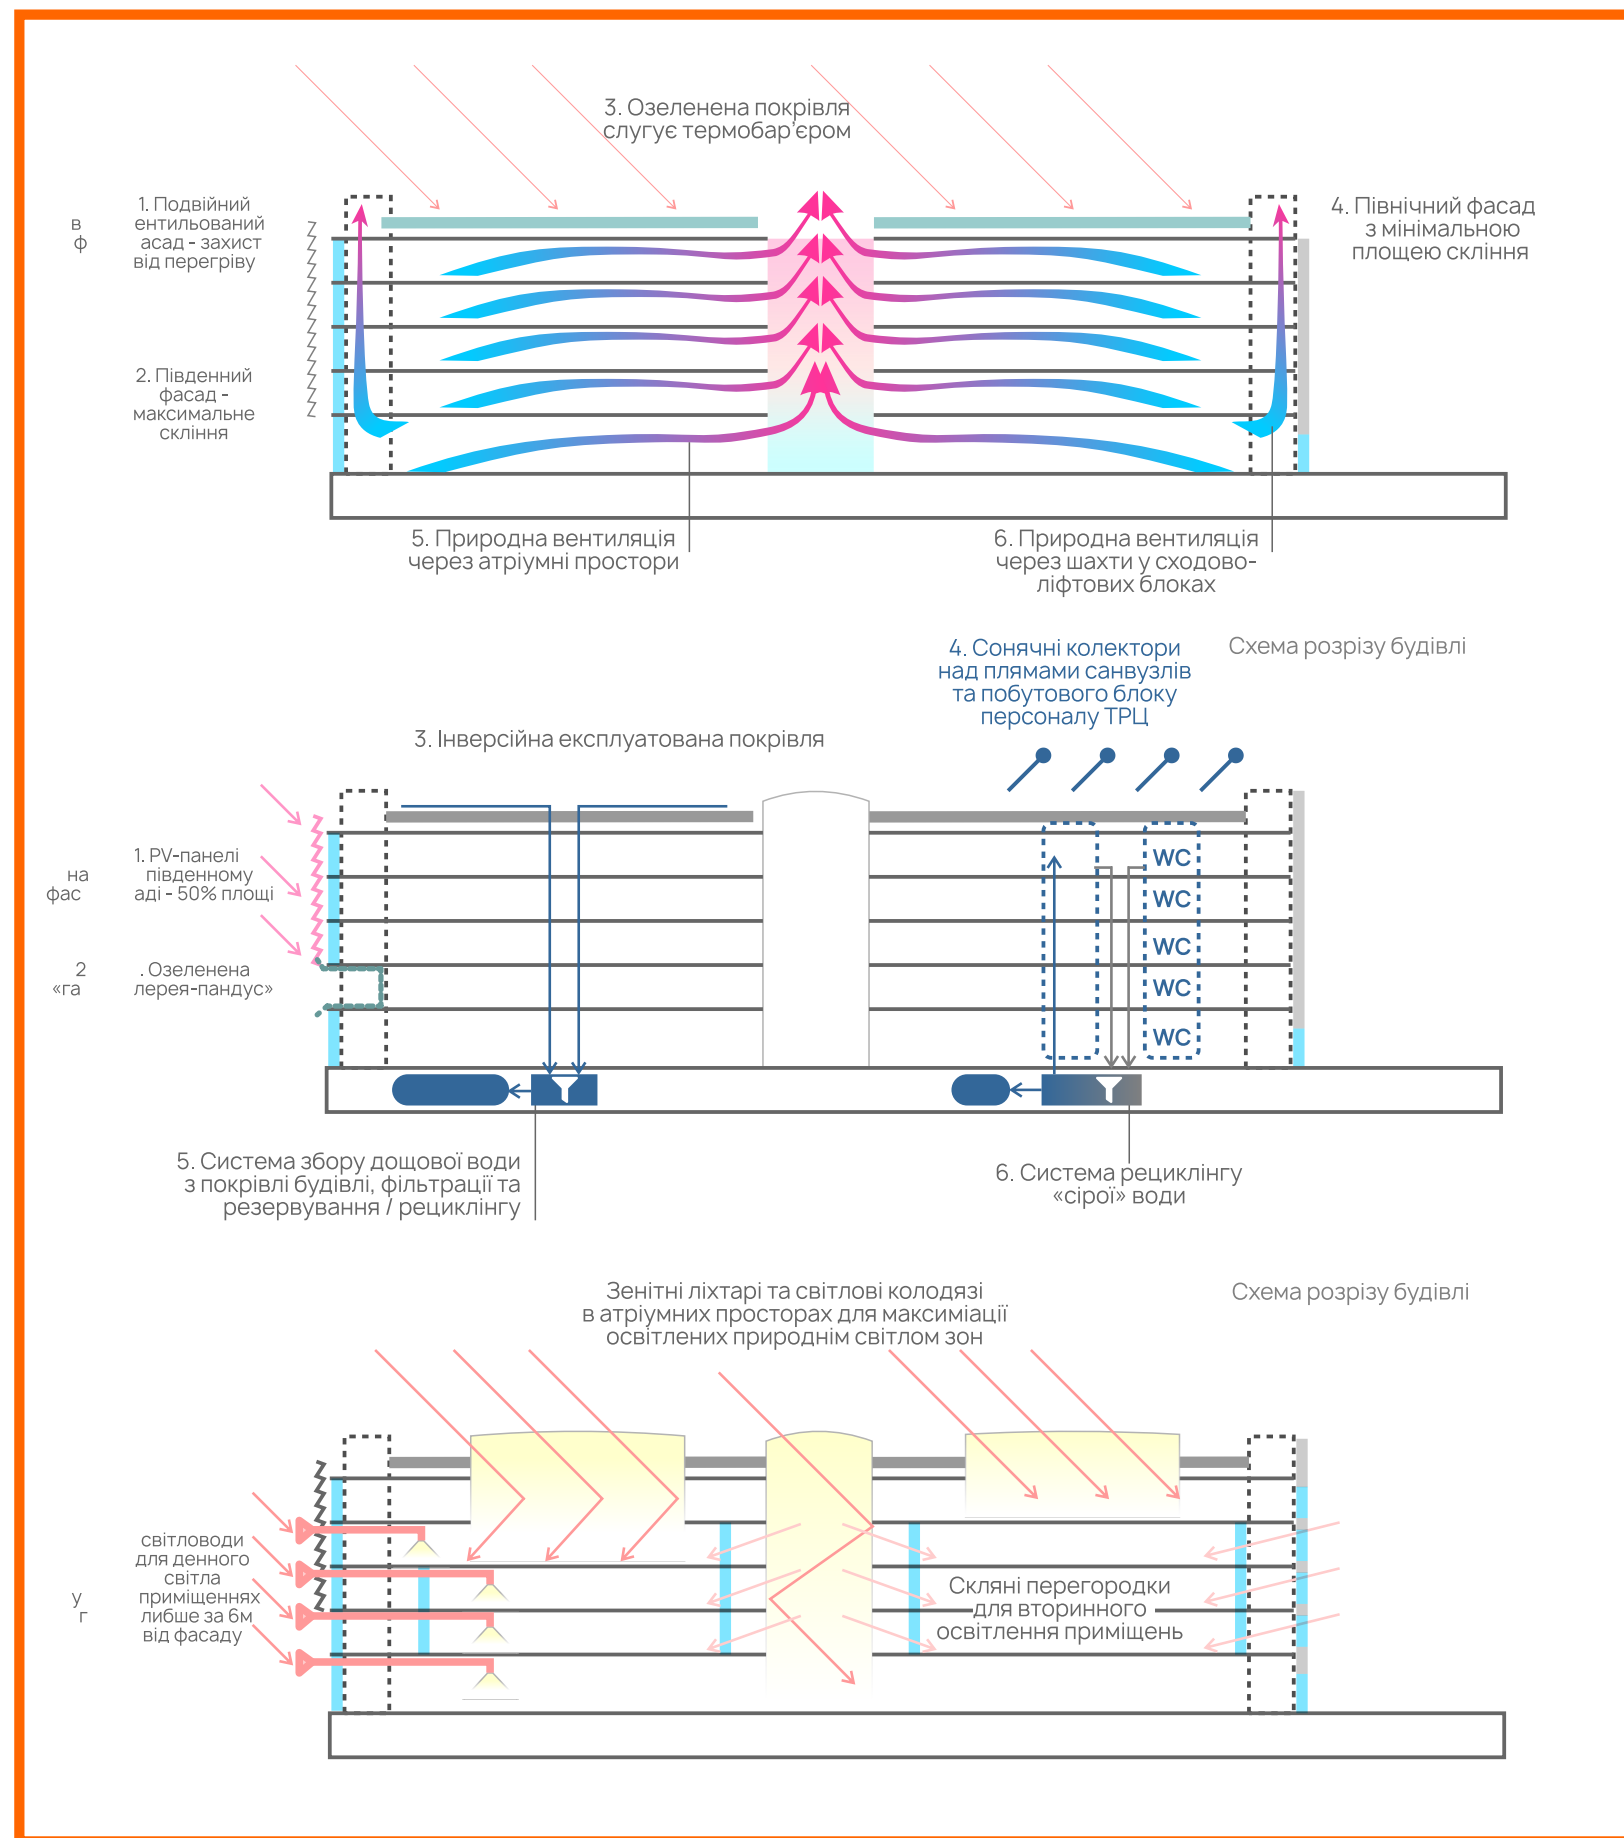 3. Озеленена покрівля
слугує термобар’єром
1. Подвійний
в ентильований
ф асад - захист
від перегріву
4. Північний фасад
з мінімальною
площею скління
2. Південний
фасад -
максимальне
скління
5. Природна вентиляція
через атріумні простори
6. Природна вентиляція
через шахти у сходово-
ліфтових блоках
Схема розрізу будівлі
4. Сонячні колектори
над плямами санвузлів
та побутового блоку
персоналу ТРЦ
3. Інверсійна експлуатована покрівля
1. PV-панелі
на південному
фас аді - 50% площі
2 . Озеленена
«га лерея-пандус»
WC
WC
WC
WC
WC
5. Система збору дощової води
з покрівлі будівлі, фільтрації та
резервування / рециклінгу
6. Система рециклінгу
«сірої» води
Схема розрізу будівлі
Зенітні ліхтарі та світлові колодязі
в атріумних просторах для максиміації
освітлених природнім світлом зон
світловоди
для денного
світла
у приміщеннях
г либше за 6м
від фасаду
Скляні перегородки
для вторинного
освітлення приміщень